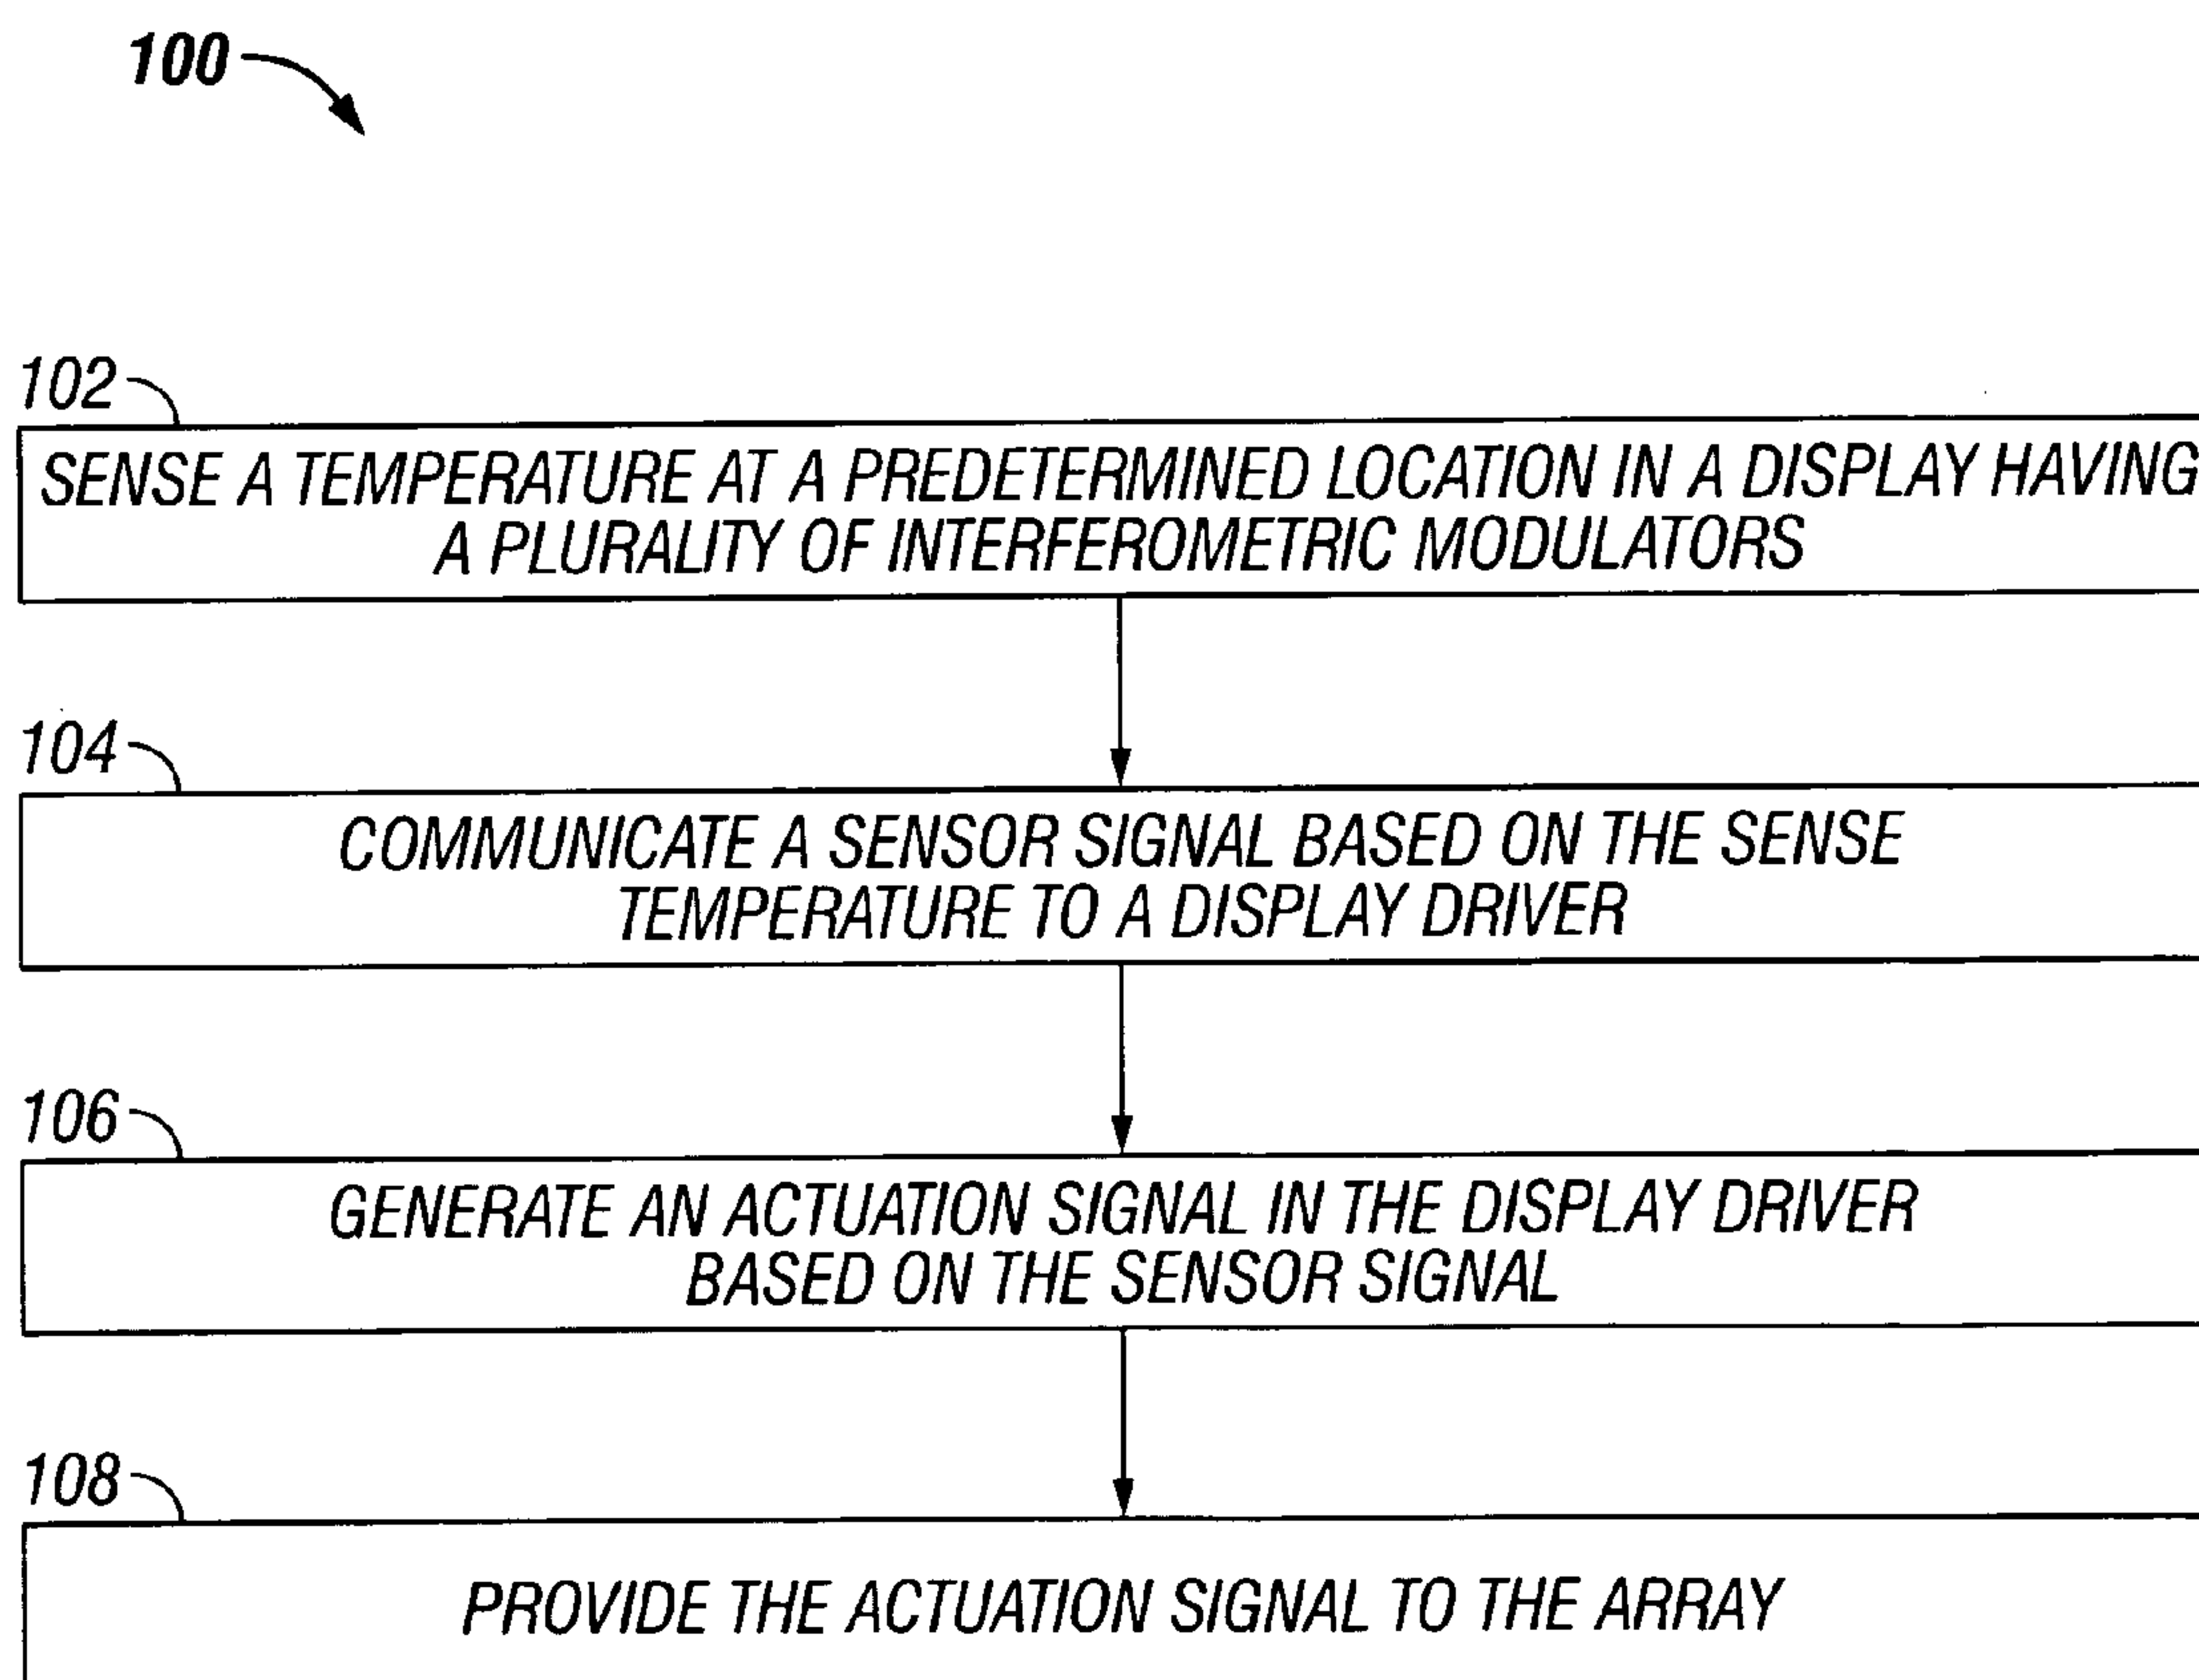 100
102
SENSE A TEMPERATURE AT A PREDETERMINED LOCATION IN A DISPLAY HAVING
A PLURALITY OF INTERFEROMETRIC MODULATORS
104
COMMUNICATE A SENSOR SIGNAL BASED ON THE SENSE
TEMPERATURE TO A DISPLAY DRIVER
106
GENERATE AN ACTUATION SIGNAL IN THE DISPLAY DRIVER
BASED ON THE SENSOR SIGNAL
108
PROVIDE THE ACTUATION SIGNAL TO THE ARRAY